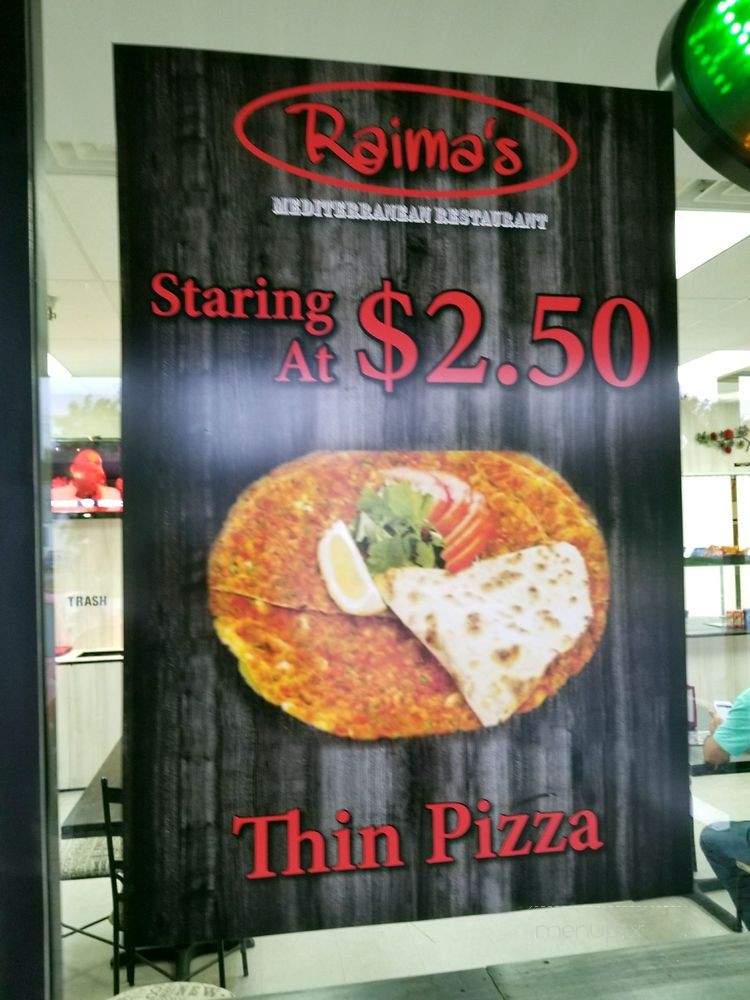 Raima's
MEDITERRANEAN RESTAURANT
Staring
At $2.50
TRASH
Thin Pizza